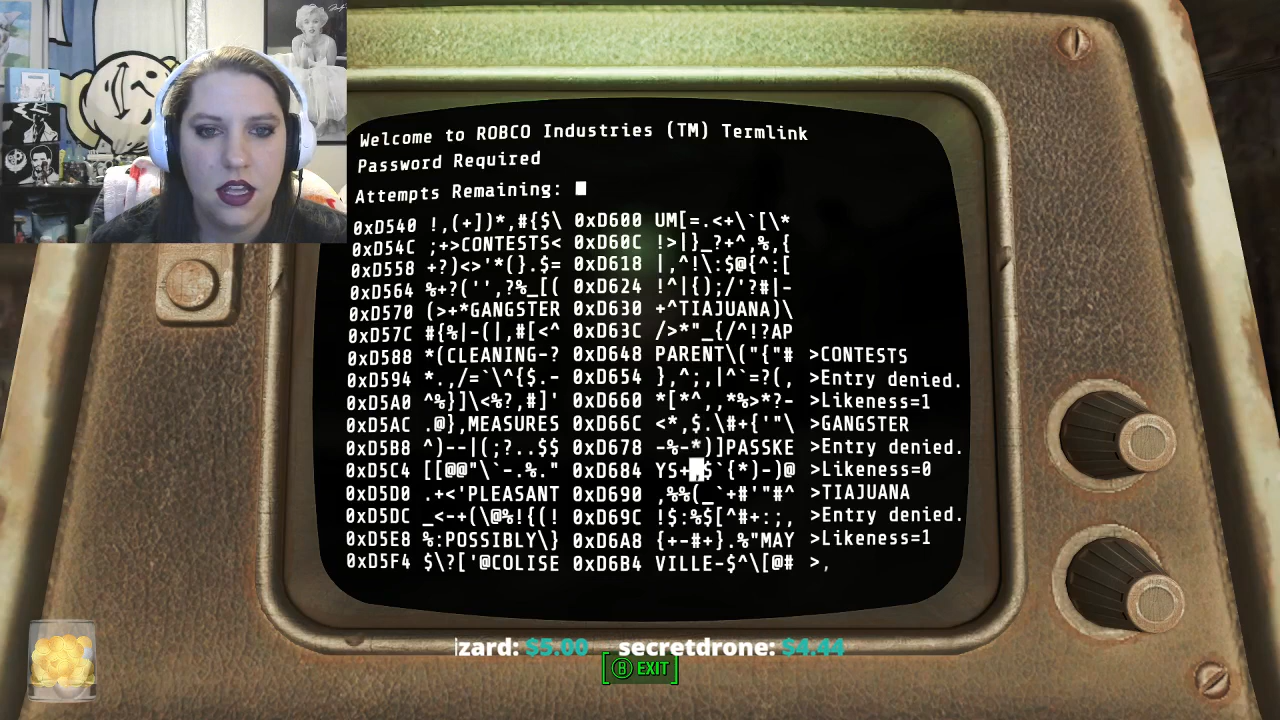 Welcome to ROBCO Industries (TM) Termlink
Password Required
Attempts Remaining:
0xD540 !,(+])*,#{$\ 0xD600 UM[=.<+\`[\*
0xD54C ;+>CONTESTS< 0xD60C !>|}_?+^,%,{
0xD558 +?)<>'*(}.$= 0xD618 |,^!\:$@{^:[
0xD564 %+?('',?%_[( 0xD624 !^|{);/'?#|-
0xD570 (>+*GANGSTER 0xD630 +^TIAJUANA)\
0xD57C #{%|-(|,#[<^ 0xD63C />*"_{/^!?AP
0xD588 *(CLEANING-? 0xD648 PARENT\("{"# >CONTESTS
0xD594 *.,/=`\^{$.- 0xD654 },^;,|^`=?(, >Entry denied.
0xD5A0 ^%}]\<%?,#]' 0xD660 *[*^,,*%>*?- >Likeness=1
0xD5AC .@},MEASURES 0xD66C <*,$.\#+{'"\ >GANGSTER
0xD5B8 ^)--|(;?..$$ 0xD678 -%-*)]PASSKE >Entry denied.
0xD5C4 [[@@"\`-.%." 0xD684 YS+,$`{*)-)@ >Likeness=0
0xD5D0 .+<'PLEASANT 0xD690 ,%%(_`+#'"#^ >TIAJUANA
0xD5DC _<-+(\@%!{(! 0xD69C !$:%$[^#+:;, >Entry denied.
0xD5E8 %:POSSIBLY\} 0xD6A8 {+-#+}.%"MAY >Likeness=1
0xD5F4 $\?['@COLISE 0xD6B4 VILLE-$^\[@# >,
izard: $5.00 secretdrone: $4.44
B EXIT